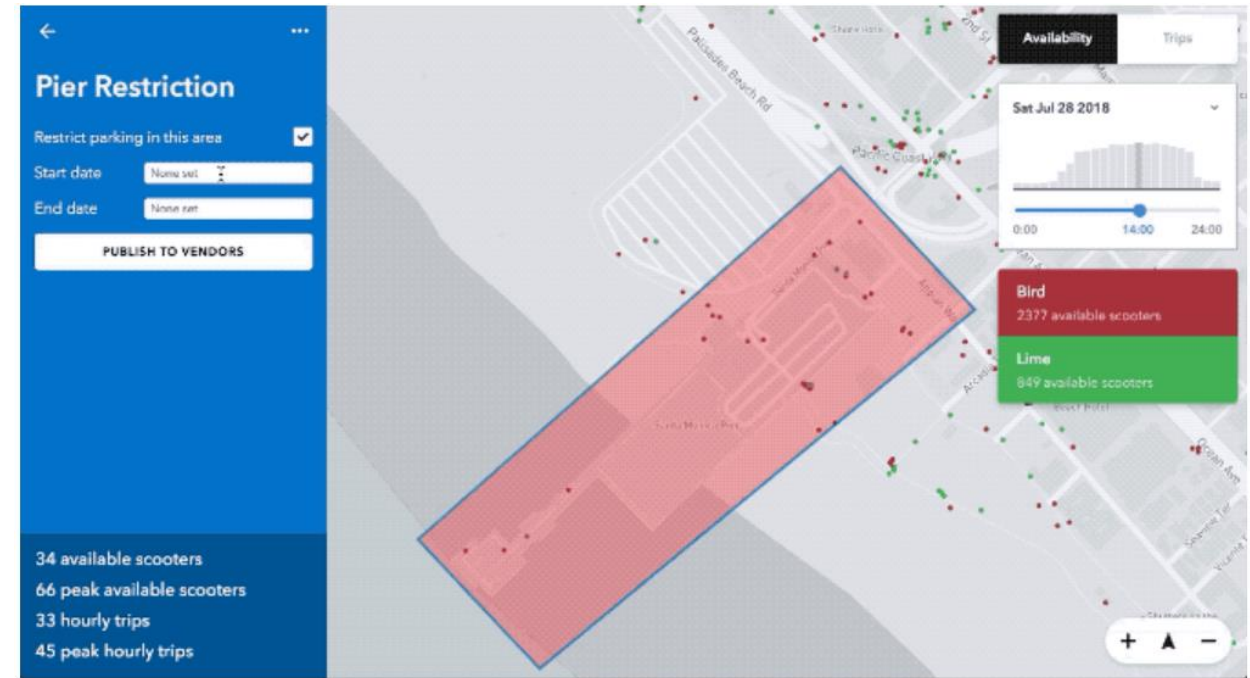 Pier Restriction
Restrict parking in this area
Start date
None set
End date
None set
PUBLISH TO VENDORS
34 available scooters
66 peak available scooters
33 hourly trips
45 peak hourly trips
Palisades Beach Rd
2nd St
Pacific Coast
Santa Monica Pier
Ocean Ave
Availability
Trips
Sat Jul 28 2018
0:00
14:00
24:00
Bird
2377 available scooters
Lime
849 available scooters